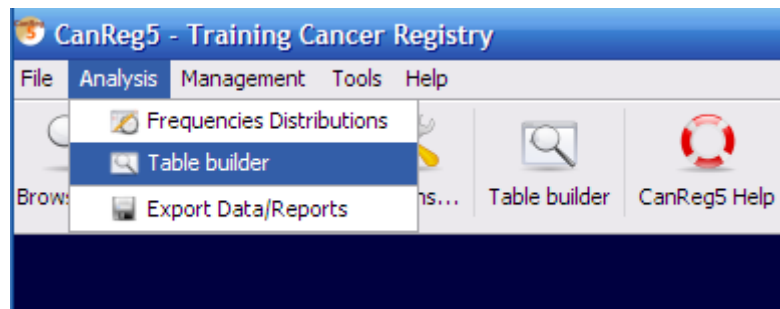 CanReg5 - Training Cancer Registry
File Analysis Management Tools Help
Frequencies Distributions
Table builder
Export Data/Reports
Table builder CanReg5 Help